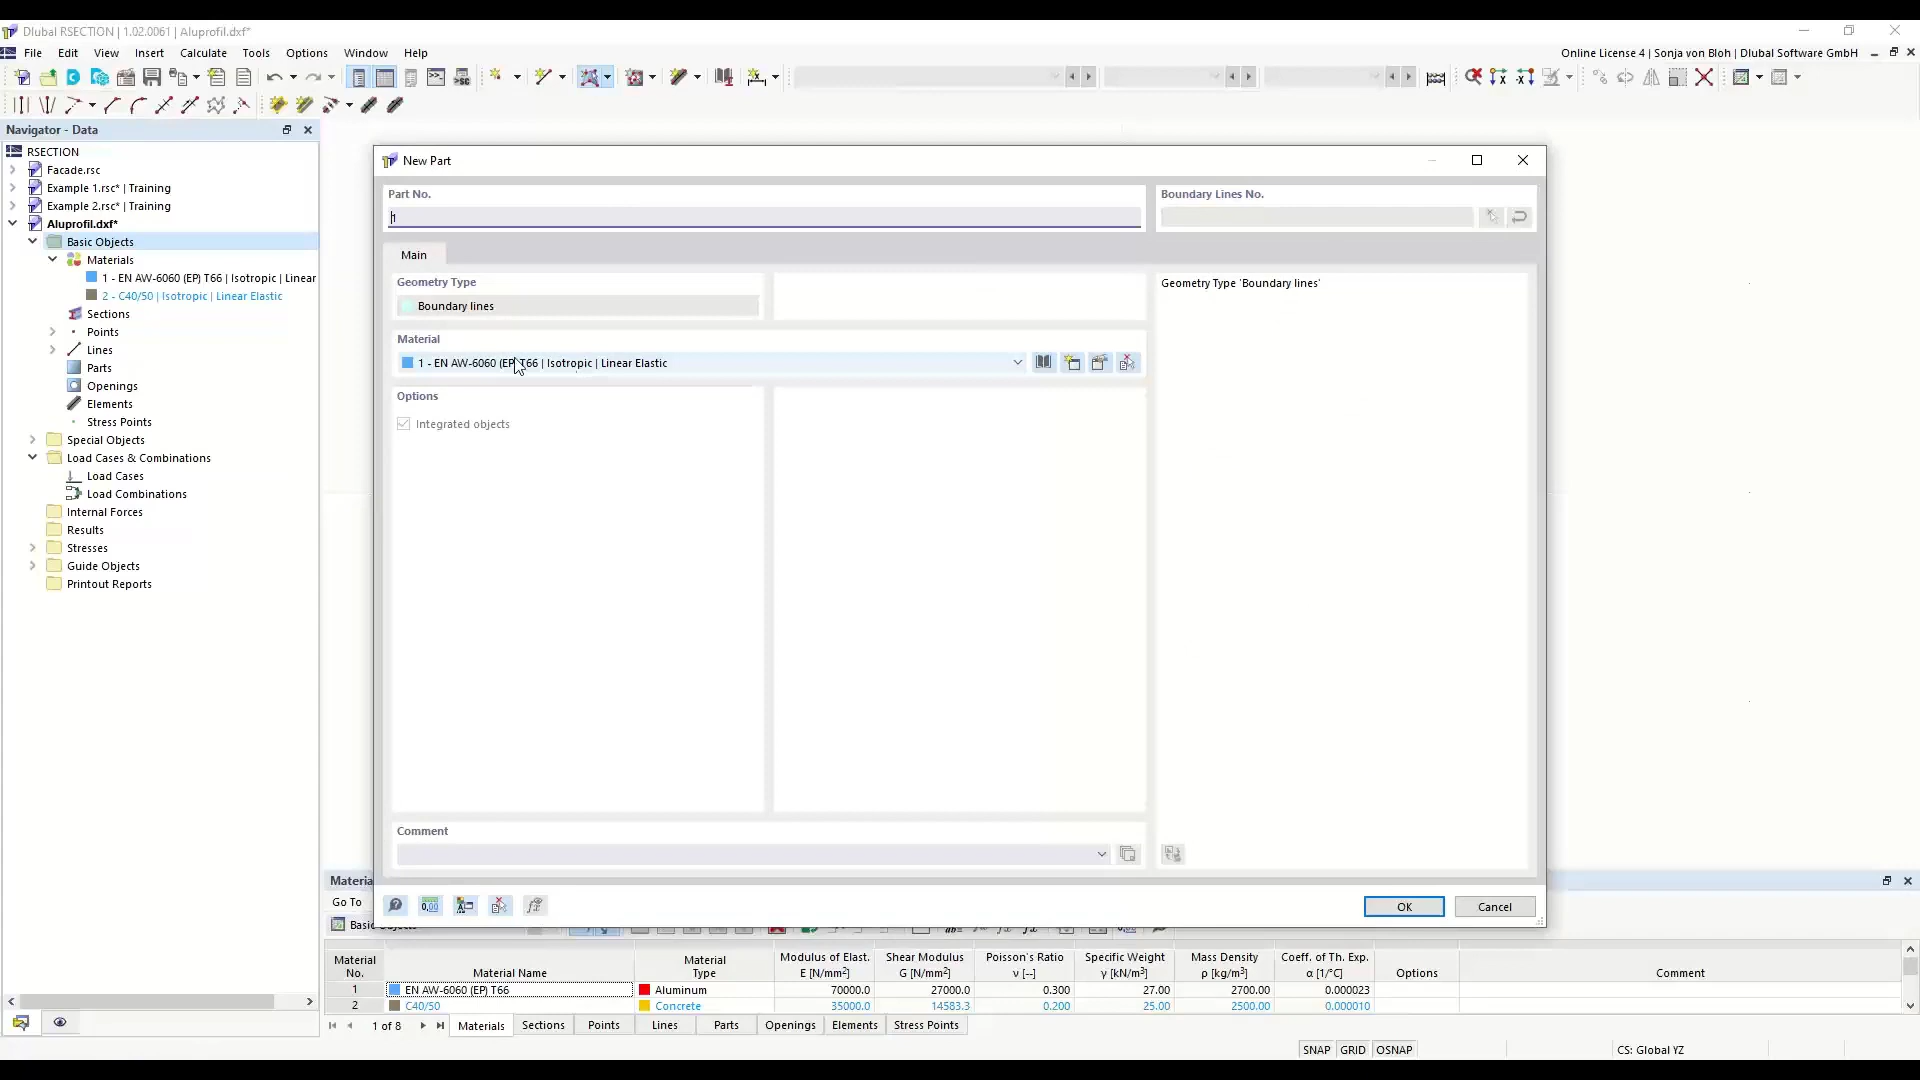 Dlubal RSECTION | 1.02.0061 | Aluprofil.dxf*
File Edit View Insert Calculate Tools Options Window Help
Online License 4 | Sonja von Bloh | Dlubal Software GmbH
Navigator - Data
RSECTION
Facade.rsc
Example 1.rsc* | Training
Example 2.rsc* | Training
Aluprofil.dxf*
Basic Objects
Materials
1 - EN AW-6060 (EP) T66 | Isotropic | Linear
2 - C40/50 | Isotropic | Linear Elastic
Sections
Points
Lines
Parts
Openings
Elements
Stress Points
Special Objects
Load Cases & Combinations
Load Cases
Load Combinations
Internal Forces
Results
Stresses
Guide Objects
Printout Reports
New Part
Part No.
1
Boundary Lines No.
Main
Geometry Type
Boundary lines
Geometry Type 'Boundary lines'
Material
1 - EN AW-6060 (EP) T66 | Isotropic | Linear Elastic
Options
Integrated objects
Comment
OK
Cancel
Materia
Go To
Basic
Material No. Material Name Material Type Modulus of Elast. E [N/mm²] Shear Modulus G [N/mm²] Poisson's Ratio ν [--] Specific Weight γ [kN/m³] Mass Density ρ [kg/m³] Coeff. of Th. Exp. α [1/°C] Options Comment
1 EN AW-6060 (EP) T66 Aluminum 70000.0 27000.0 0.300 27.00 2700.00 0.000023
2 C40/50 Concrete 35000.0 14583.3 0.200 25.00 2500.00 0.000010
1 of 8 Materials Sections Points Lines Parts Openings Elements Stress Points
SNAP GRID OSNAP CS: Global YZ